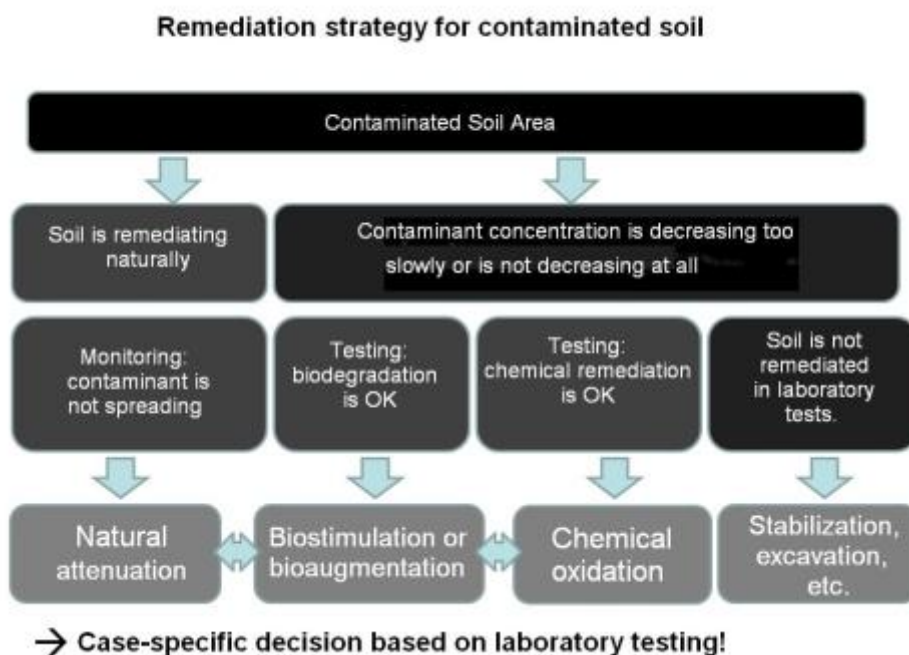 Remediation strategy for contaminated soil
Contaminated Soil Area
Soil is remediating
naturally
Contaminant concentration is decreasing too
slowly or is not decreasing at all
Monitoring:
contaminant is
not spreading
Testing:
biodegradation
is OK
Testing:
chemical remediation
is OK
Soil is not
remediated
in laboratory
tests.
Natural
attenuation
Biostimulation or
bioaugmentation
Chemical
oxidation
Stabilization,
excavation,
etc.
→ Case-specific decision based on laboratory testing!